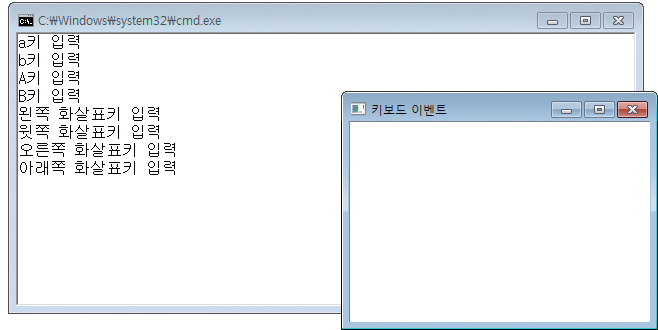 C:\Windows\system32\cmd.exe
a키 입력
b키 입력
A키 입력
B키 입력
왼쪽 화살표키 입력
윗쪽 화살표키 입력
오른쪽 화살표키 입력
아래쪽 화살표키 입력
키보드 이벤트